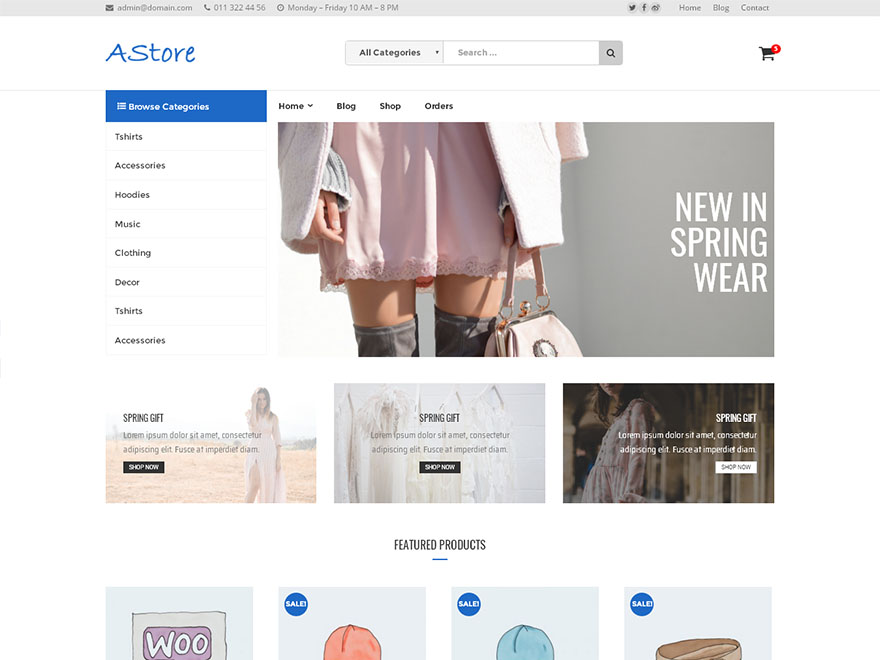 admin@domain.com 011 322 44 56 Monday – Friday 10 AM – 8 PM Home Blog Contact
AStore
All Categories Search ...
5
Browse Categories Home Blog Shop Orders
Tshirts
Accessories
Hoodies
Music
Clothing
Decor
Tshirts
Accessories
NEW IN
SPRING
WEAR
SPRING GIFT
Lorem ipsum dolor sit amet, consectetur
adipiscing elit. Fusce at imperdiet diam.
SHOP NOW
SPRING GIFT
Lorem ipsum dolor sit amet, consectetur
adipiscing elit. Fusce at imperdiet diam.
SHOP NOW
SPRING GIFT
Lorem ipsum dolor sit amet, consectetur
adipiscing elit. Fusce at imperdiet diam.
SHOP NOW
FEATURED PRODUCTS
WOO
SALE!
SALE!
SALE!